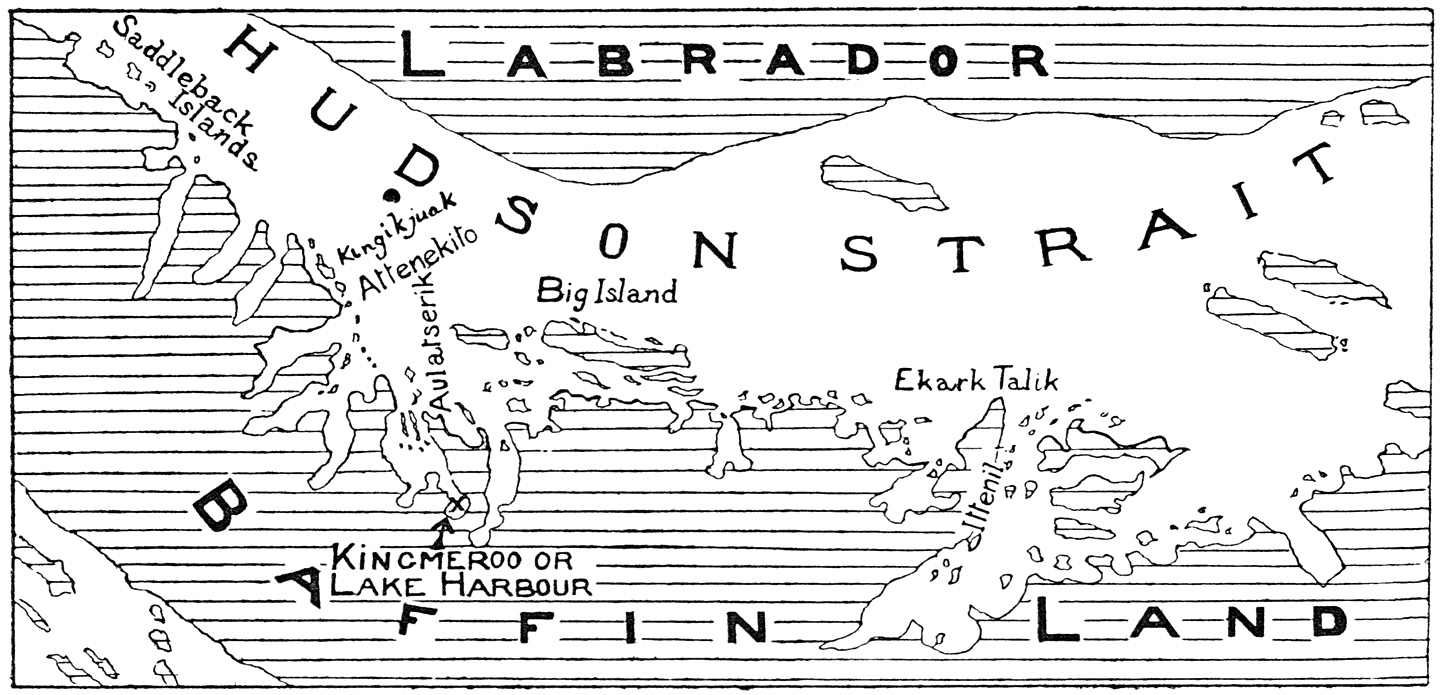 LABRADOR
HUDSON STRAIT
Saddleback
Islands
Kingikjuak
Attenekito
Aulatserik
Big Island
Ekark Talik
Ittenil
KINGMEROO OR
LAKE HARBOUR
BAFFIN LAND